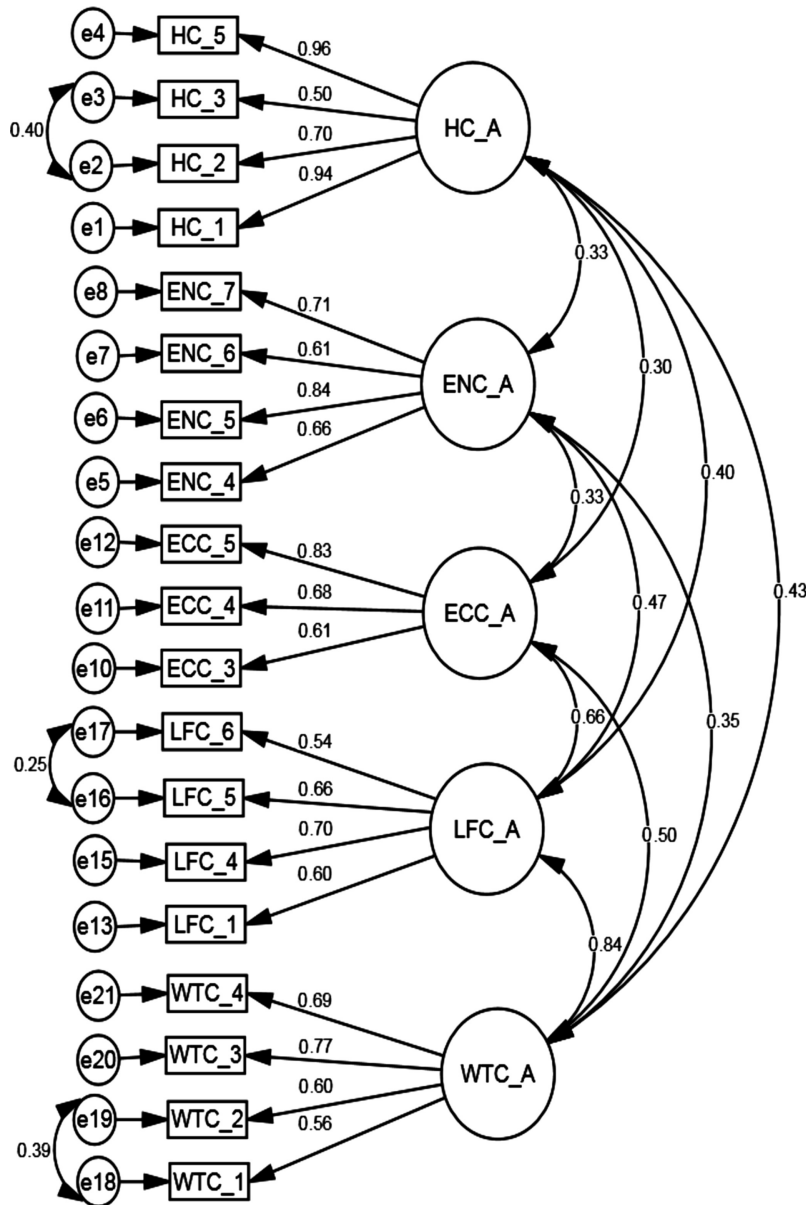 e4 HC_5 0.96
e3 HC_3 0.50
0.40
e2 HC_2 0.70
e1 HC_1 0.94
HC_A
0.33
e8 ENC_7 0.71
e7 ENC_6 0.61
e6 ENC_5 0.84
e5 ENC_4 0.66
ENC_A
0.30
0.40
0.33
e12 ECC_5 0.83
e11 ECC_4 0.68
e10 ECC_3 0.61
ECC_A
0.47
0.43
0.66
0.35
e17 LFC_6 0.54
0.25
e16 LFC_5 0.66
e15 LFC_4 0.70
e13 LFC_1 0.60
LFC_A
0.50
0.84
e21 WTC_4 0.69
e20 WTC_3 0.77
e19 WTC_2 0.60
0.39
e18 WTC_1 0.56
WTC_A